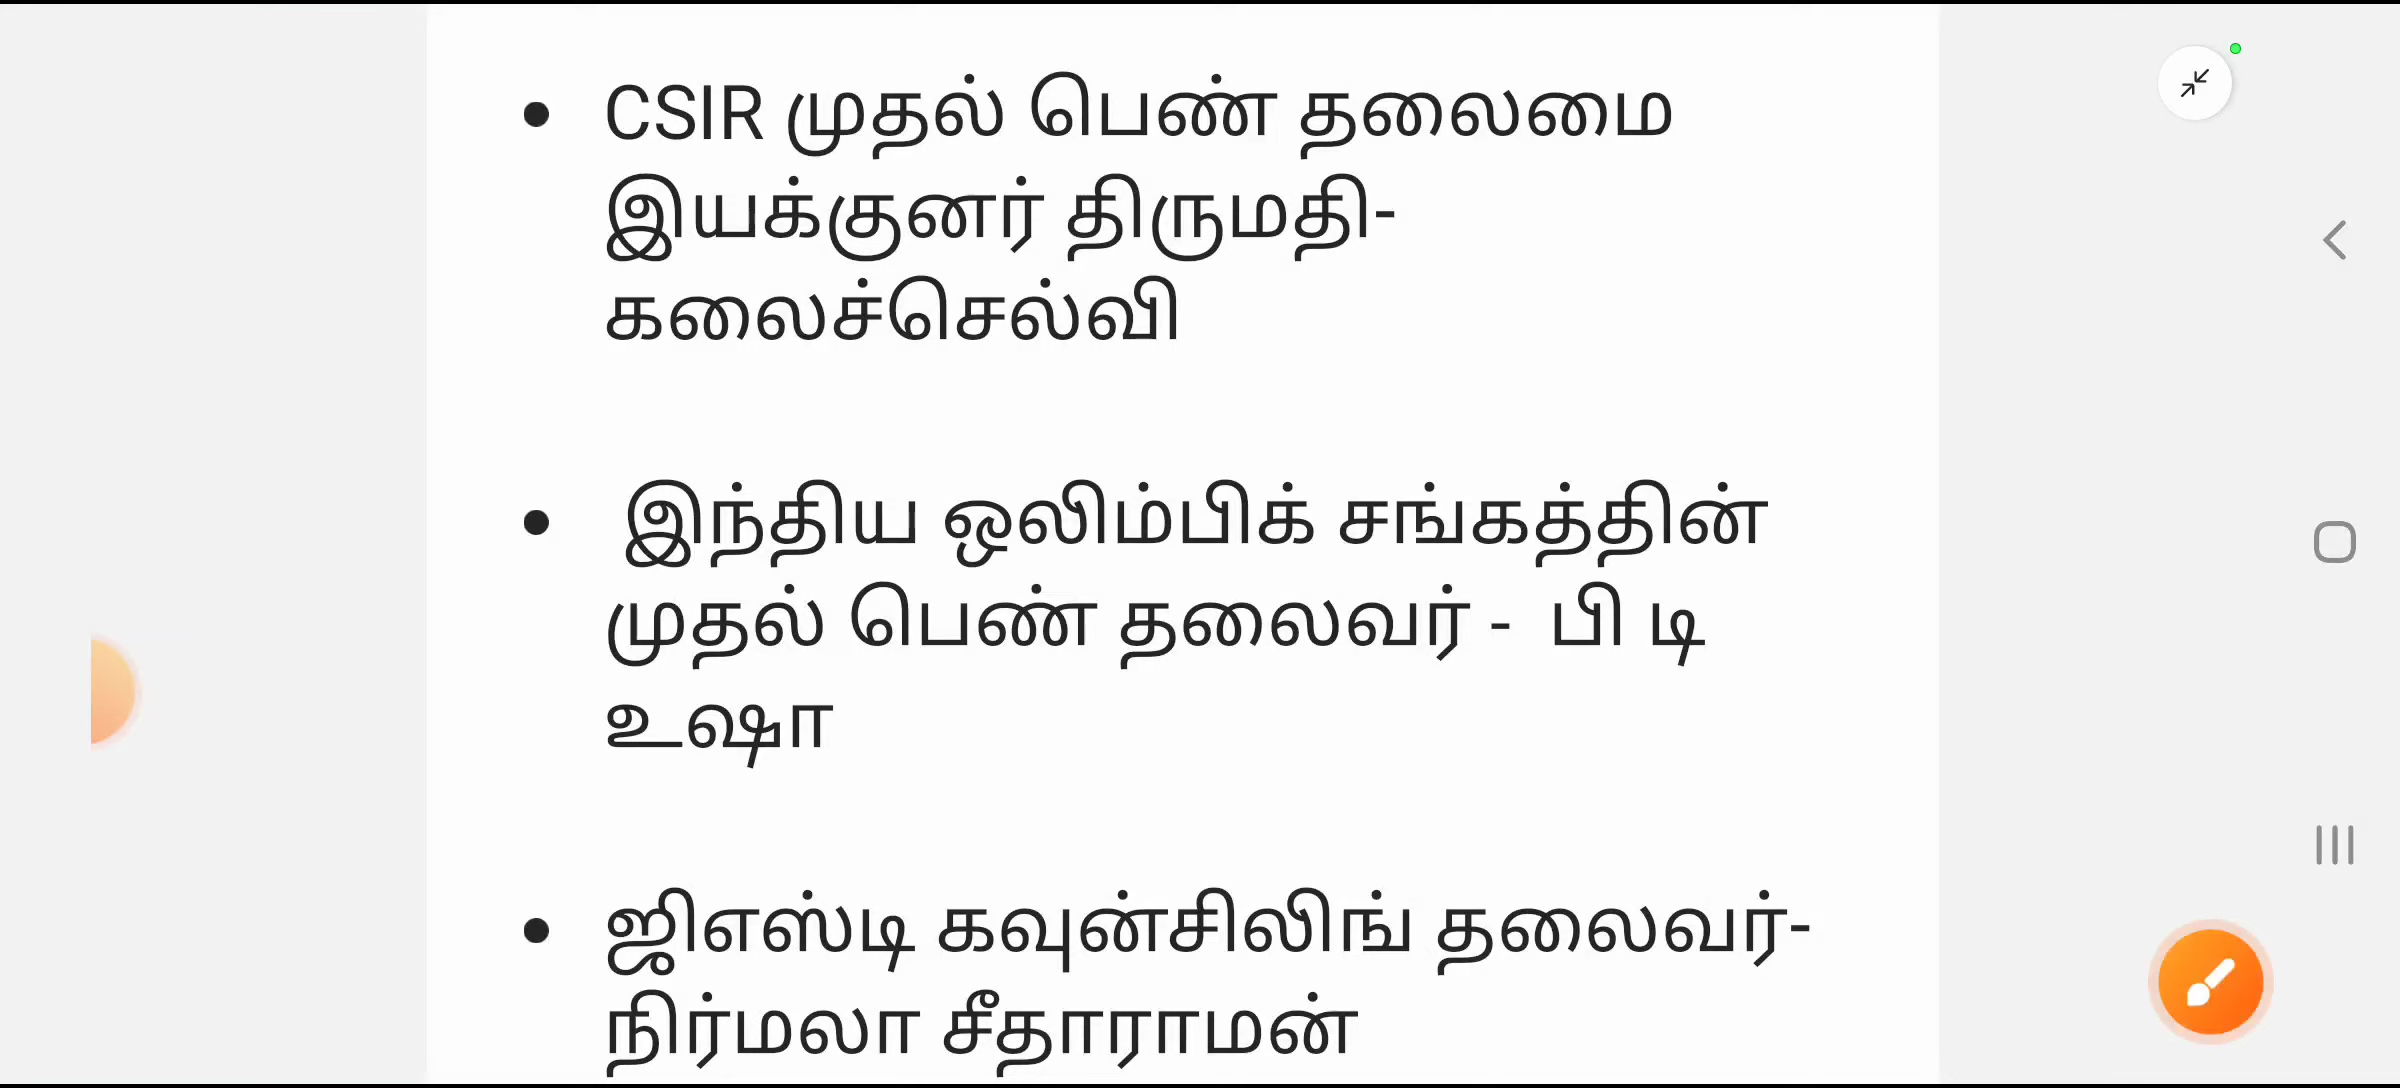 • CSIR முதல் பெண் தலைமை
இயக்குனர் திருமதி-
கலைச்செல்வி
• இந்திய ஒலிம்பிக் சங்கத்தின்
முதல் பெண் தலைவர் - பி டி
உஷா
• ஜிஎஸ்டி கவுன்சிலிங் தலைவர்-
நிர்மலா சீதாராமன்